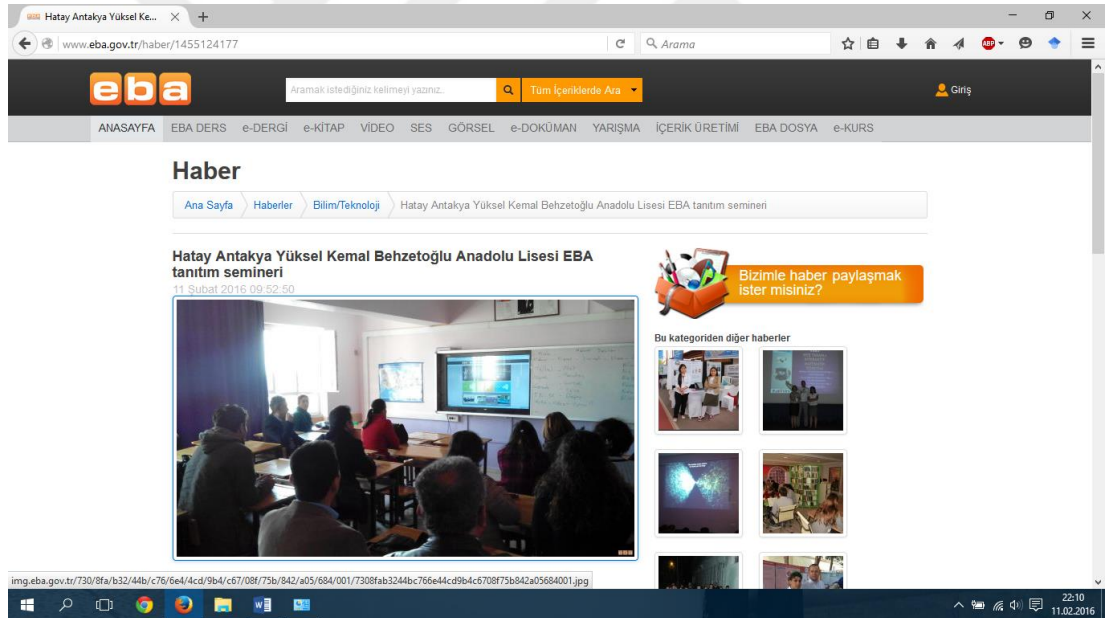 Hatay Antakya Yüksel Ke...
www.eba.gov.tr/haber/1455124177
Arama
ABP
eba
Aramak istediğiniz kelimeyi yazınız..
Tüm İçeriklerde Ara
Giriş
ANASAYFA EBA DERS e-DERGİ e-KİTAP VİDEO SES GÖRSEL e-DOKÜMAN YARIŞMA İÇERİK ÜRETİMİ EBA DOSYA e-KURS
Haber
Ana Sayfa Haberler Bilim/Teknoloji Hatay Antakya Yüksel Kemal Behzetoğlu Anadolu Lisesi EBA tanıtım semineri
Hatay Antakya Yüksel Kemal Behzetoğlu Anadolu Lisesi EBA
tanıtım semineri
11 Şubat 2016 09:52:50
eba
Bizimle haber paylaşmak
ister misiniz?
Bu kategoriden diğer haberler
img.eba.gov.tr/730/8fa/b32/44b/c76/6e4/4cd/9b4/c67/08f/75b/842/a05/684/001/7308fab3244bc766e44cd9b4c6708f75b842a05684001.jpg
22:10
11.02.2016